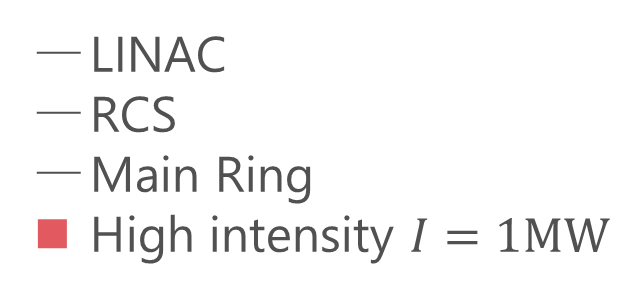 — LINAC
— RCS
— Main Ring
■ High intensity I = 1MW